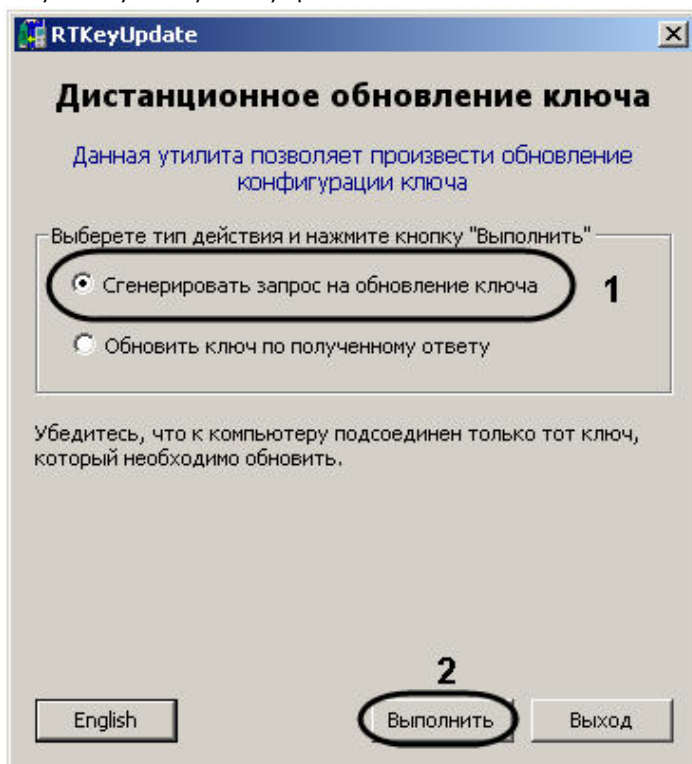 RTKeyUpdate
Дистанционное обновление ключа
Данная утилита позволяет произвести обновление
конфигурации ключа
Выберете тип действия и нажмите кнопку "Выполнить"
Сгенерировать запрос на обновление ключа 1
Обновить ключ по полученному ответу
Убедитесь, что к компьютеру подсоединен только тот ключ,
который необходимо обновить.
2
English Выполнить Выход